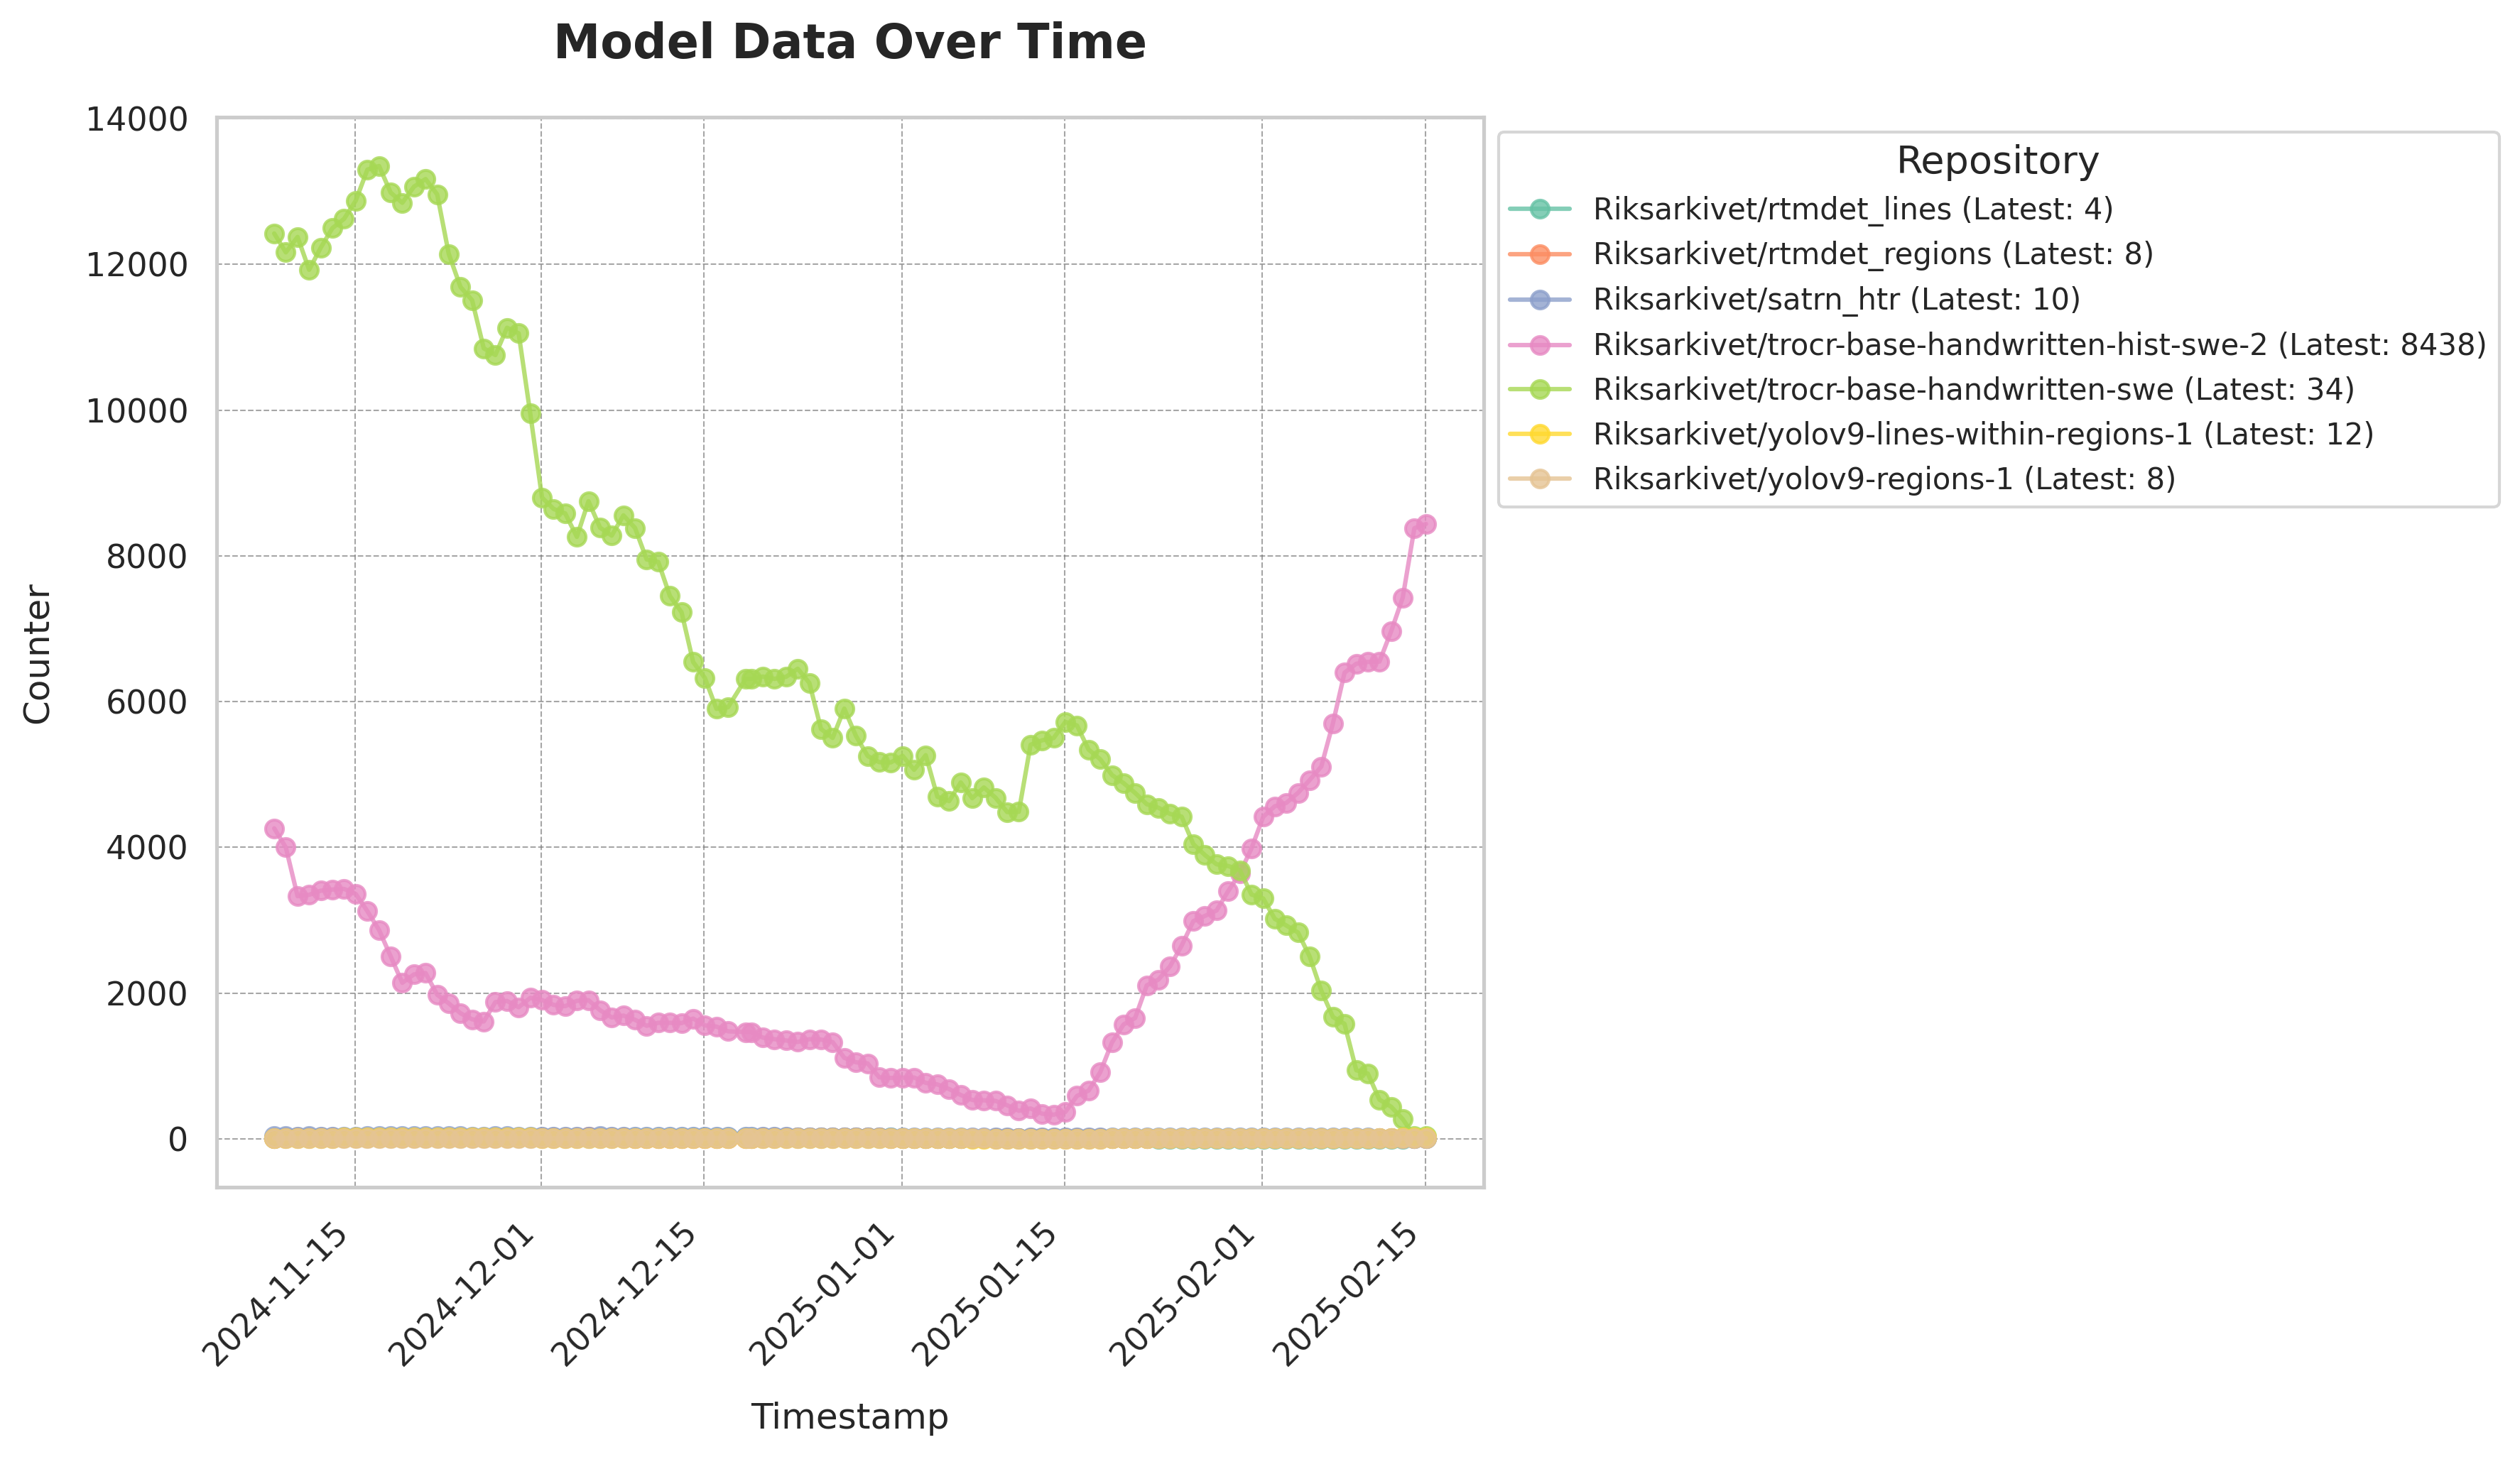 Model Data Over Time
14000
12000
10000
8000
6000
4000
2000
0
Counter
2024-11-15
2024-12-01
2024-12-15
2025-01-01
2025-01-15
2025-02-01
2025-02-15
Timestamp
Repository
Riksarkivet/rtmdet_lines (Latest: 4)
Riksarkivet/rtmdet_regions (Latest: 8)
Riksarkivet/satrn_htr (Latest: 10)
Riksarkivet/trocr-base-handwritten-hist-swe-2 (Latest: 8438)
Riksarkivet/trocr-base-handwritten-swe (Latest: 34)
Riksarkivet/yolov9-lines-within-regions-1 (Latest: 12)
Riksarkivet/yolov9-regions-1 (Latest: 8)